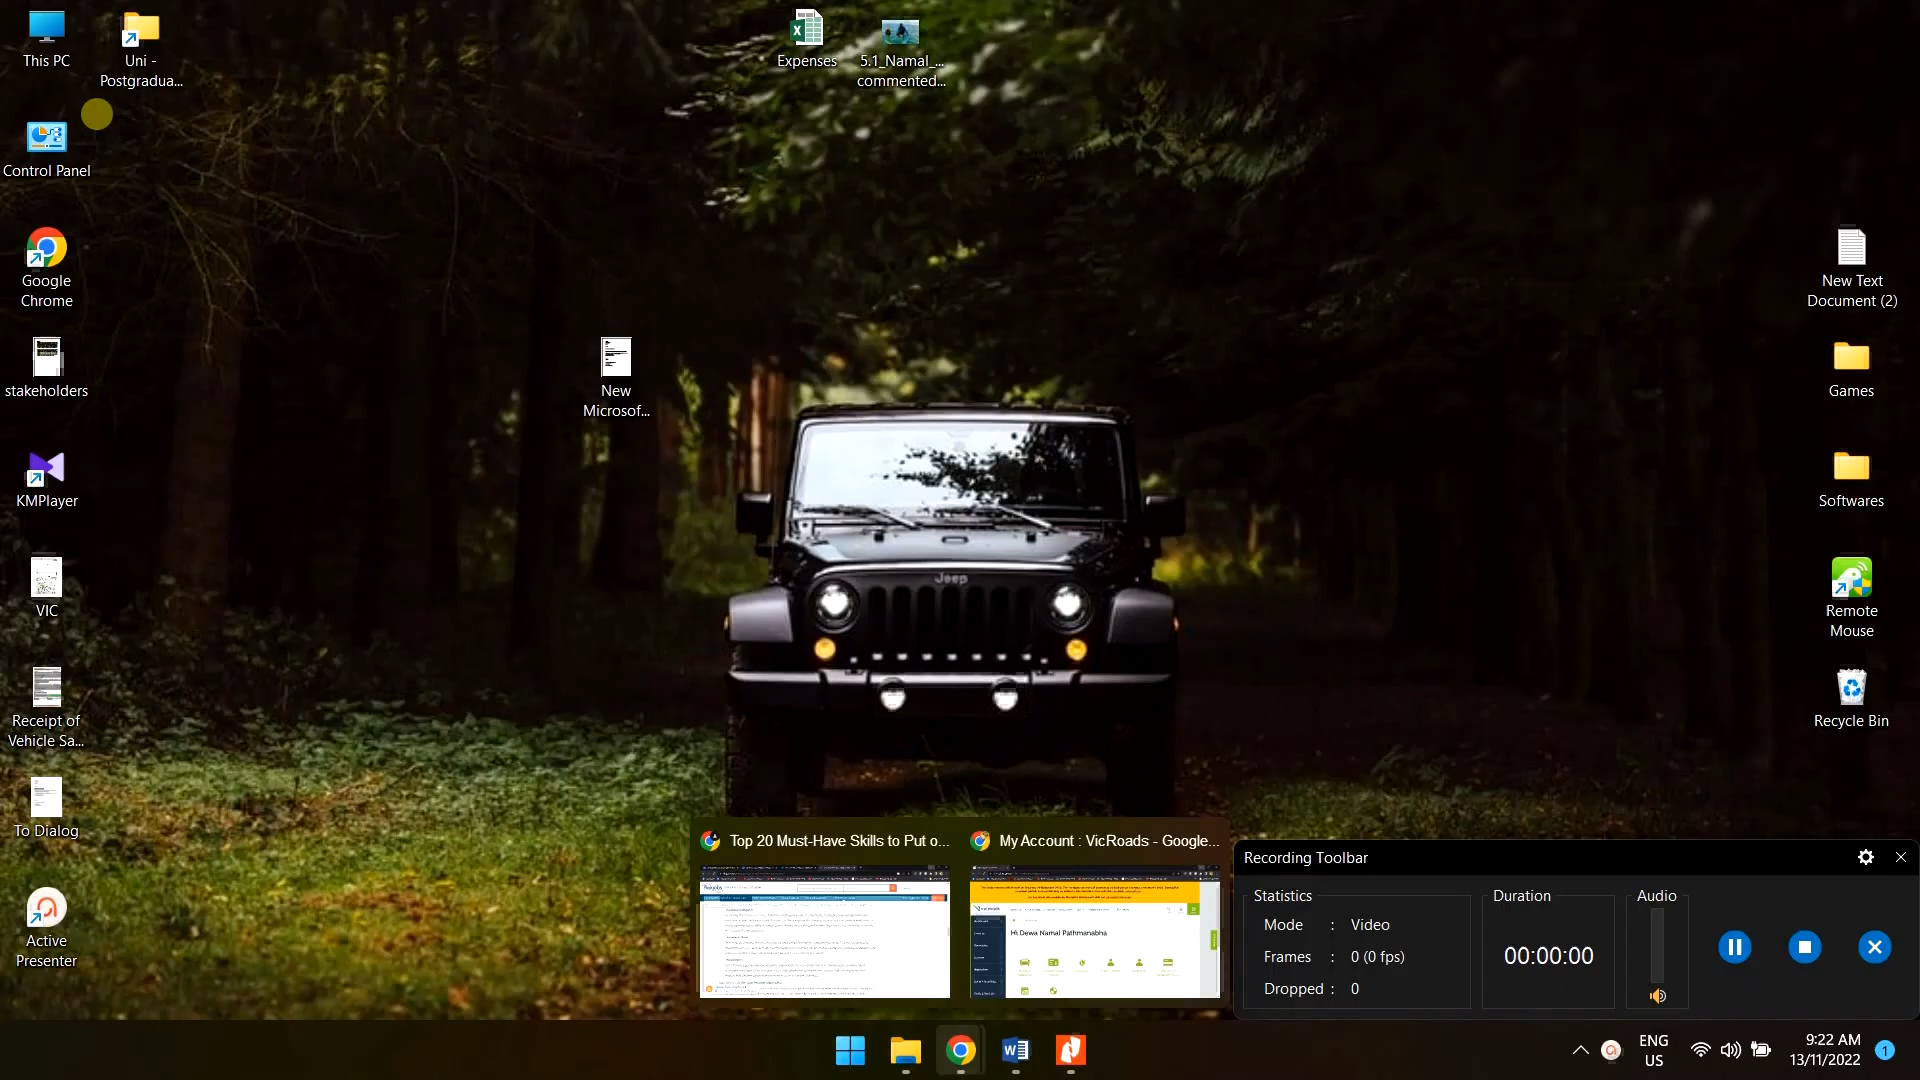 This PC
Uni -
Postgradua...
Expenses
5.1_Namal_...
commented...
Control Panel
Google
Chrome
New Text
Document (2)
stakeholders
New
Microsof...
Games
KMPlayer
Softwares
Jeep
VIC
Remote
Mouse
Receipt of
Vehicle Sa...
Recycle Bin
To Dialog
Active
Presenter
Top 20 Must-Have Skills to Put o...
My Account : VicRoads - Google...
Hi Dewa Namal Pathmanabha
Recording Toolbar
Statistics
Mode : Video
Frames : 0 (0 fps)
Dropped : 0
Duration
00:00:00
Audio
ENG
US
9:22 AM
13/11/2022
1